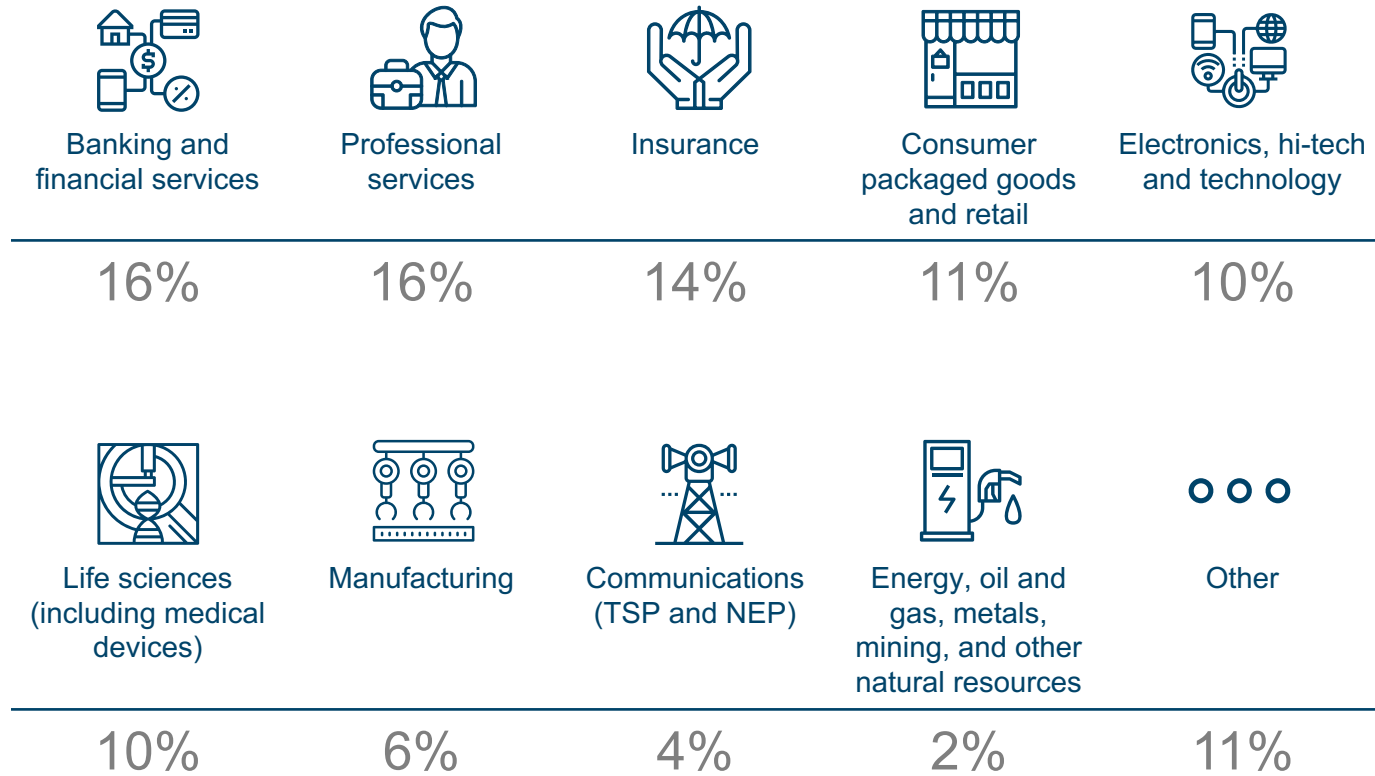 Banking and
financial services
Professional
services
Insurance
Consumer
packaged goods
and retail
Electronics, hi-tech
and technology
16%
16%
14%
11%
10%
Life sciences
(including medical
devices)
Manufacturing
Communications
(TSP and NEP)
Energy, oil and
gas, metals,
mining, and other
natural resources
Other
10%
6%
4%
2%
11%